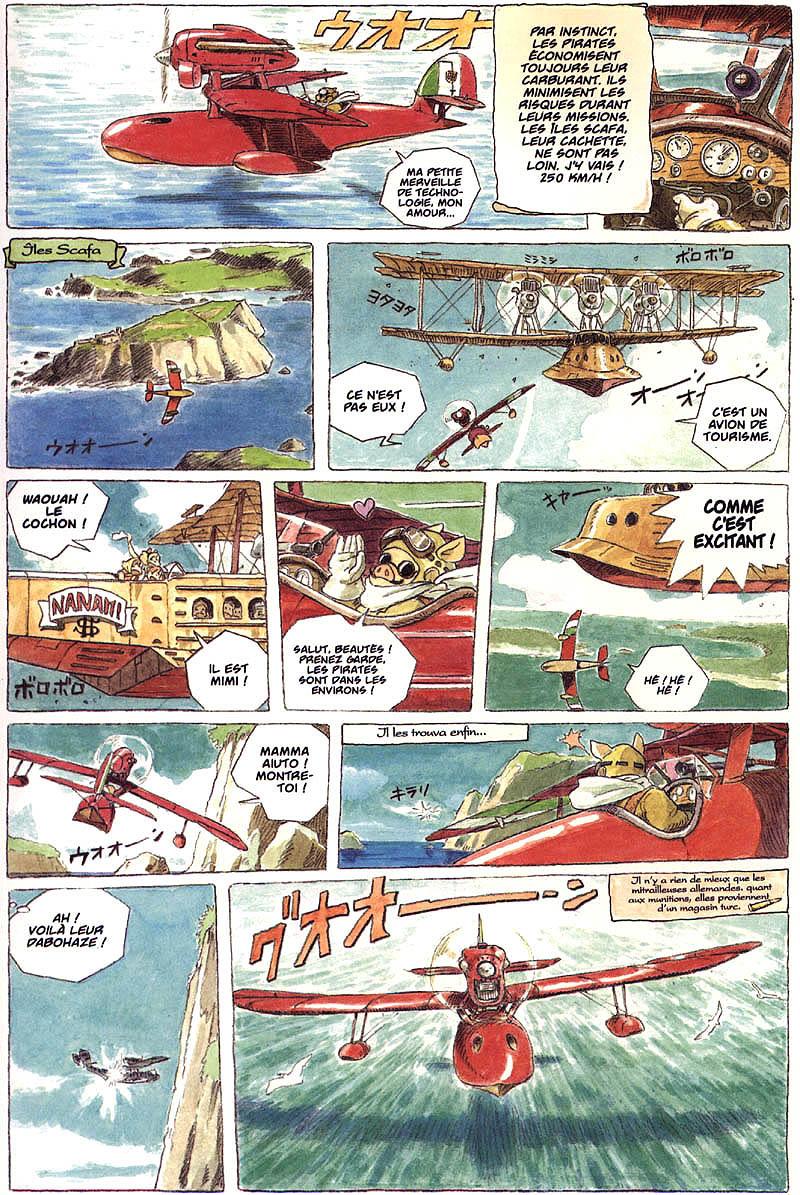 ウオオ
PAR INSTINCT,
LES PIRATES
ÉCONOMISENT
TOUJOURS LEUR
CARBURANT. ILS
MINIMISENT LES
RISQUES DURANT
LEURS MISSIONS.
LES ÎLES SCAFA,
LEUR CACHETTE,
NE SONT PAS
LOIN. J'Y VAIS !
250 KM/H !
MA PETITE
MERVEILLE
DE TECHNO-
LOGIE, MON
AMOUR...
Îles Scafa
ウオオーン
ミシミシ
ボロボロ
ヨタヨタ
CE N'EST
PAS EUX !
オーン
オーン
C'EST UN
AVION DE
TOURISME.
WAOUAH !
LE
COCHON !
NANAMI
$
IL EST
MIMI !
ボロボロ
SALUT, BEAUTÉS !
PRENEZ GARDE,
LES PIRATES
SONT DANS LES
ENVIRONS !
キャーッ
COMME
C'EST
EXCITANT !
HÉ ! HÉ !
HÉ !
MAMMA
AIUTO !
MONTRE-
TOI !
ウオオーン
Il les trouva enfin...
キラリ
AH !
VOILÀ LEUR
DABOHAZE !
グオオーーン
Il n'y a rien de mieux que les
mitrailleuses allemandes. quant
aux munitions, elles proviennent
d'un magasin turc.